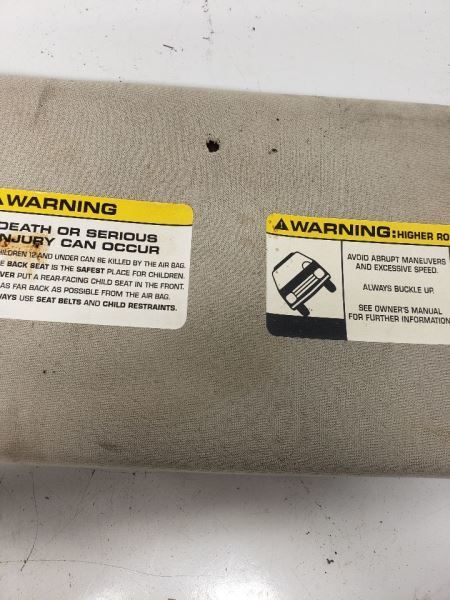 WARNING
DEATH OR SERIOUS
INJURY CAN OCCUR
CHILDREN 12 AND UNDER CAN BE KILLED BY THE AIR BAG.
BACK SEAT IS THE SAFEST PLACE FOR CHILDREN.
PUT A REAR-FACING CHILD SEAT IN THE FRONT.
AS FAR BACK AS POSSIBLE FROM THE AIR BAG.
USE SEAT BELTS AND CHILD RESTRAINTS.
WARNING: HIGHER RO
AVOID ABRUPT MANEUVERS
AND EXCESSIVE SPEED.
ALWAYS BUCKLE UP.
SEE OWNER'S MANUAL
FOR FURTHER INFORMATION